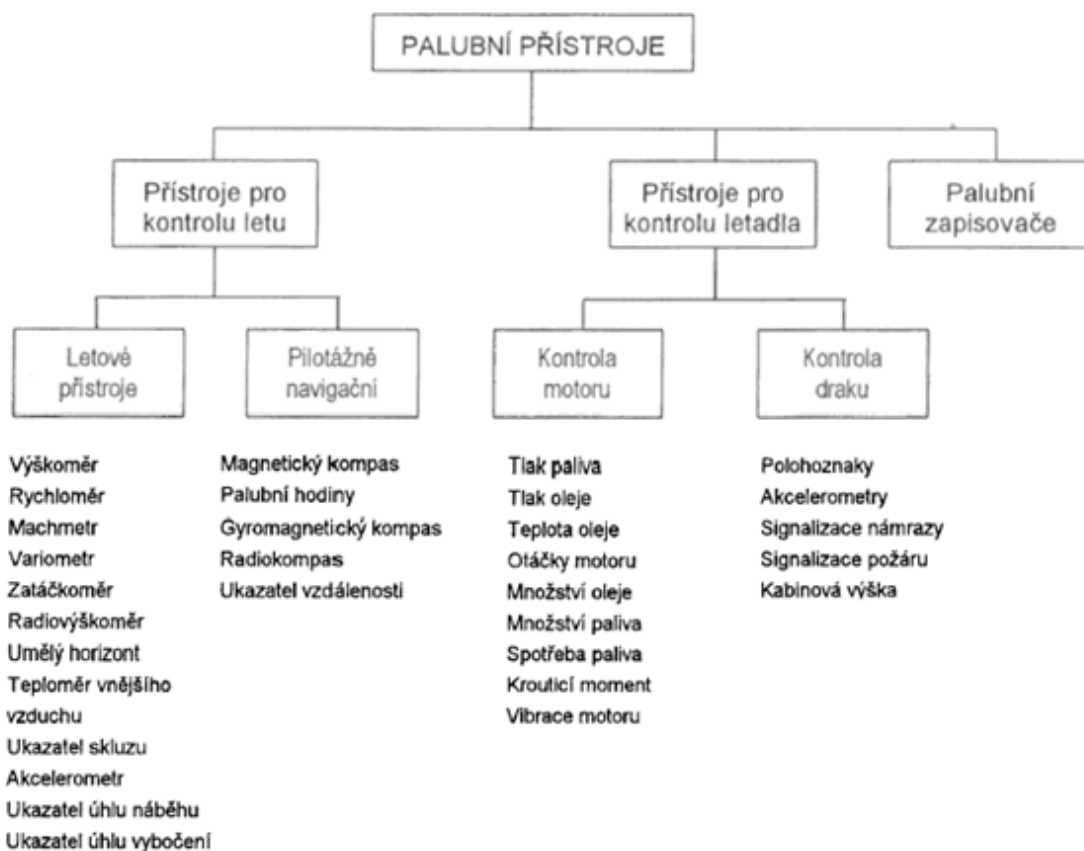 PALUBNÍ PŘÍSTROJE
Přístroje pro
kontrolu letu
Přístroje pro
kontrolu letadla
Palubní
zapisovače
Letové
přístroje
Pilotážně
navigační
Kontrola
motoru
Kontrola
draku
Výškoměr
Rychloměr
Machmetr
Variometr
Zatáčkoměr
Radiovýškoměr
Umělý horizont
Teploměr vnějšího
vzduchu
Ukazatel skluzu
Akcelerometr
Ukazatel úhlu náběhu
Ukazatel úhlu vybočení
Magnetický kompas
Palubní hodiny
Gyromagnetický kompas
Radiokompas
Ukazatel vzdálenosti
Tlak paliva
Tlak oleje
Teplota oleje
Otáčky motoru
Množství oleje
Množství paliva
Spotřeba paliva
Krouticí moment
Vibrace motoru
Polohoznaky
Akcelerometry
Signalizace námrazy
Signalizace požáru
Kabinová výška